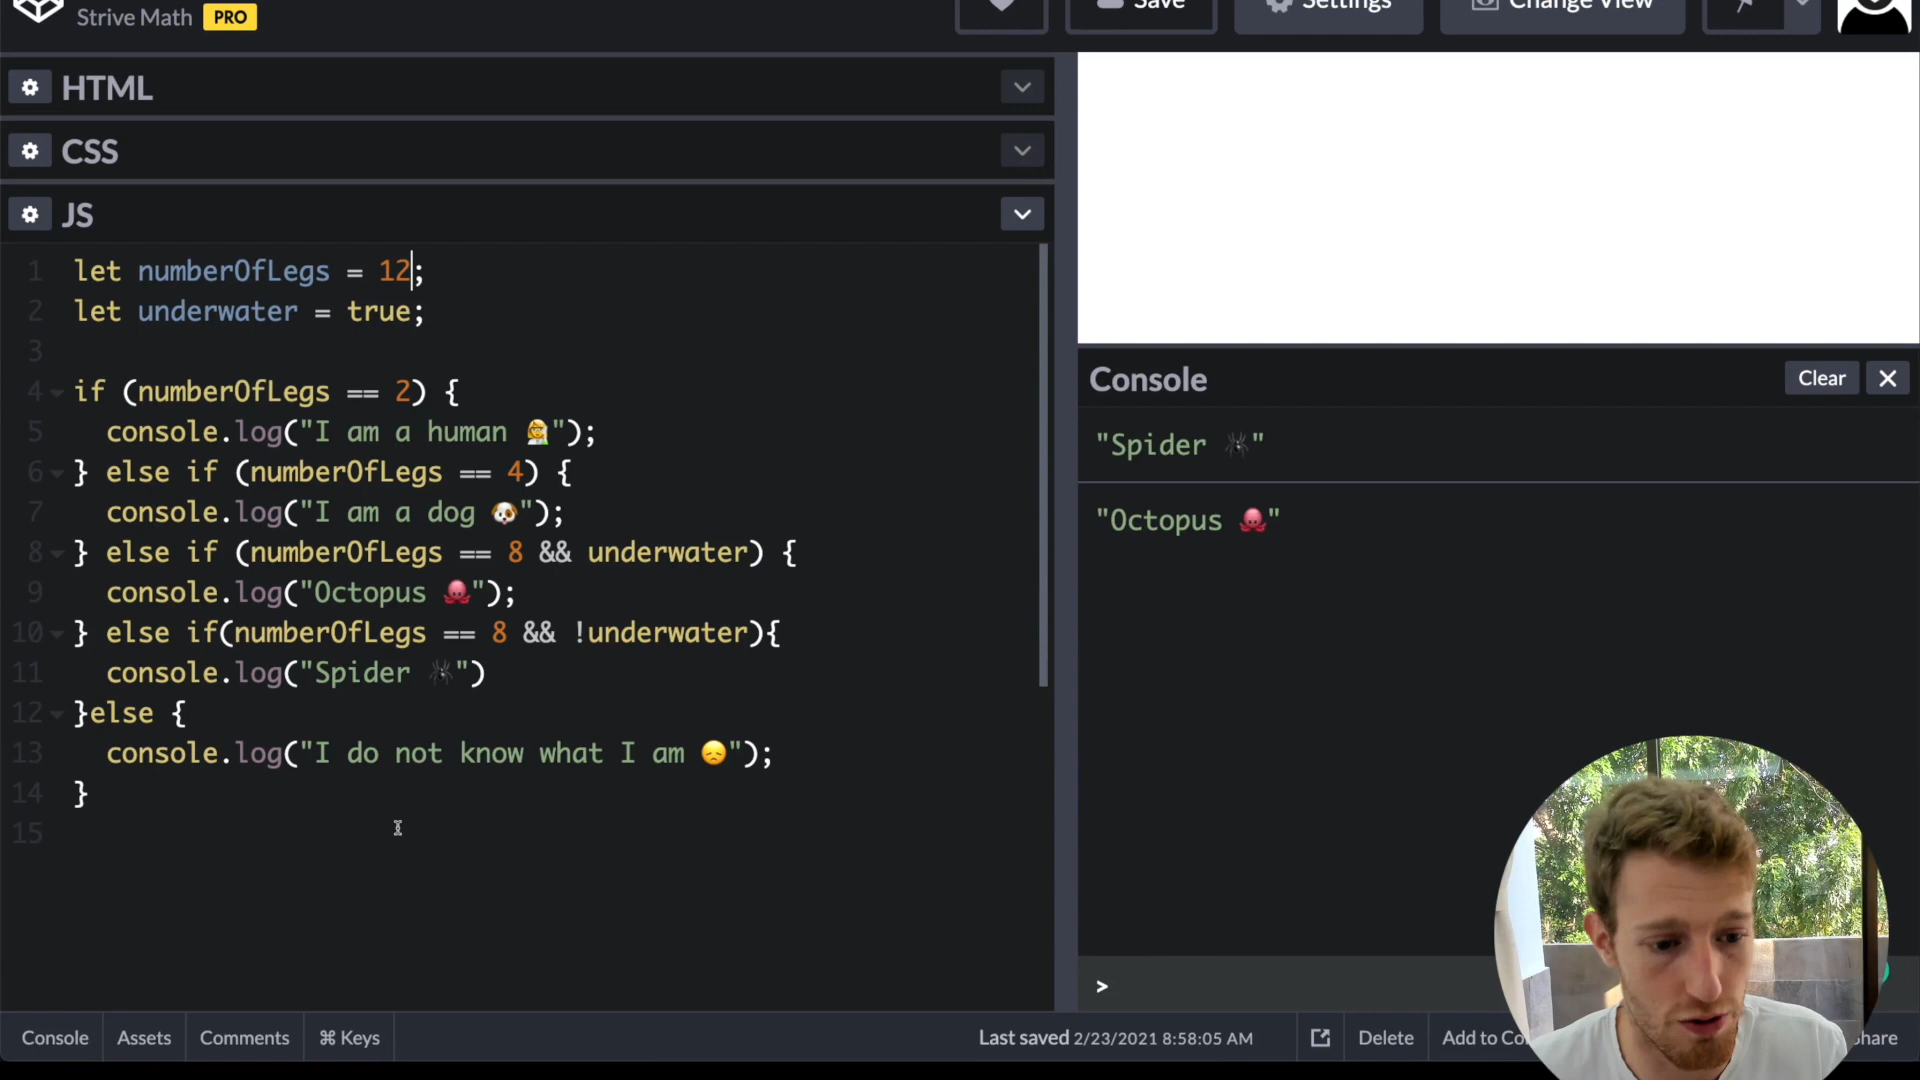 Strive Math PRO
Save
Settings
Change View
HTML
CSS
JS
1 let numberOfLegs = 12;
2 let underwater = true;
3
4 if (numberOfLegs == 2) {
5 console.log("I am a human 👩‍🔬");
6 } else if (numberOfLegs == 4) {
7 console.log("I am a dog 🐶");
8 } else if (numberOfLegs == 8 && underwater) {
9 console.log("Octopus 🐙");
10 } else if(numberOfLegs == 8 && !underwater){
11 console.log("Spider 🕷")
12 }else {
13 console.log("I do not know what I am 😞");
14 }
15
Console
Clear
"Spider 🕷"
"Octopus 🐙"
>
Console
Assets
Comments
⌘ Keys
Last saved 2/23/2021 8:58:05 AM
Delete
Add to Co
hare